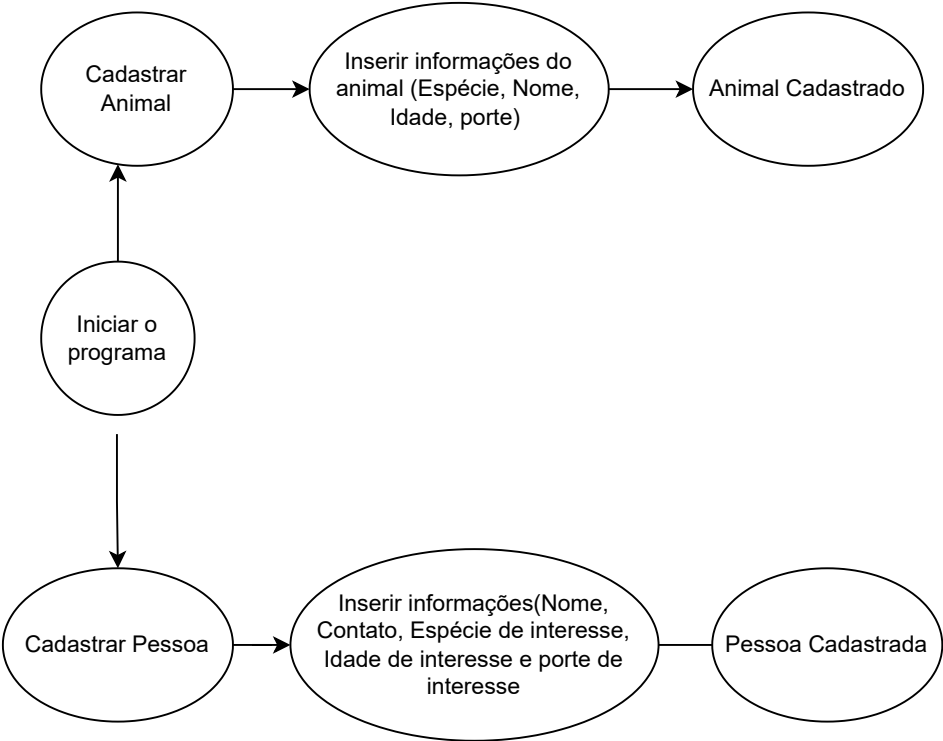 Cadastrar
Animal
Inserir informações do
animal (Espécie, Nome,
Idade, porte)
Animal Cadastrado
Iniciar o
programa
Cadastrar Pessoa
Inserir informações(Nome,
Contato, Espécie de interesse,
Idade de interesse e porte de
interesse
Pessoa Cadastrada